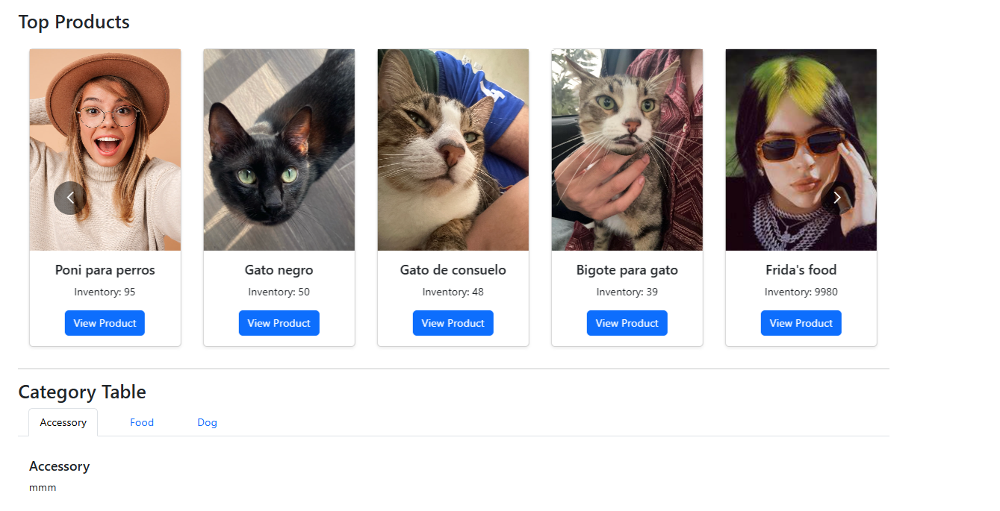 Top Products
Poni para perros
Inventory: 95
View Product
Gato negro
Inventory: 50
View Product
Gato de consuelo
Inventory: 48
View Product
Bigote para gato
Inventory: 39
View Product
Frida's food
Inventory: 9980
View Product
Category Table
Accessory
Food
Dog
Accessory
mmm